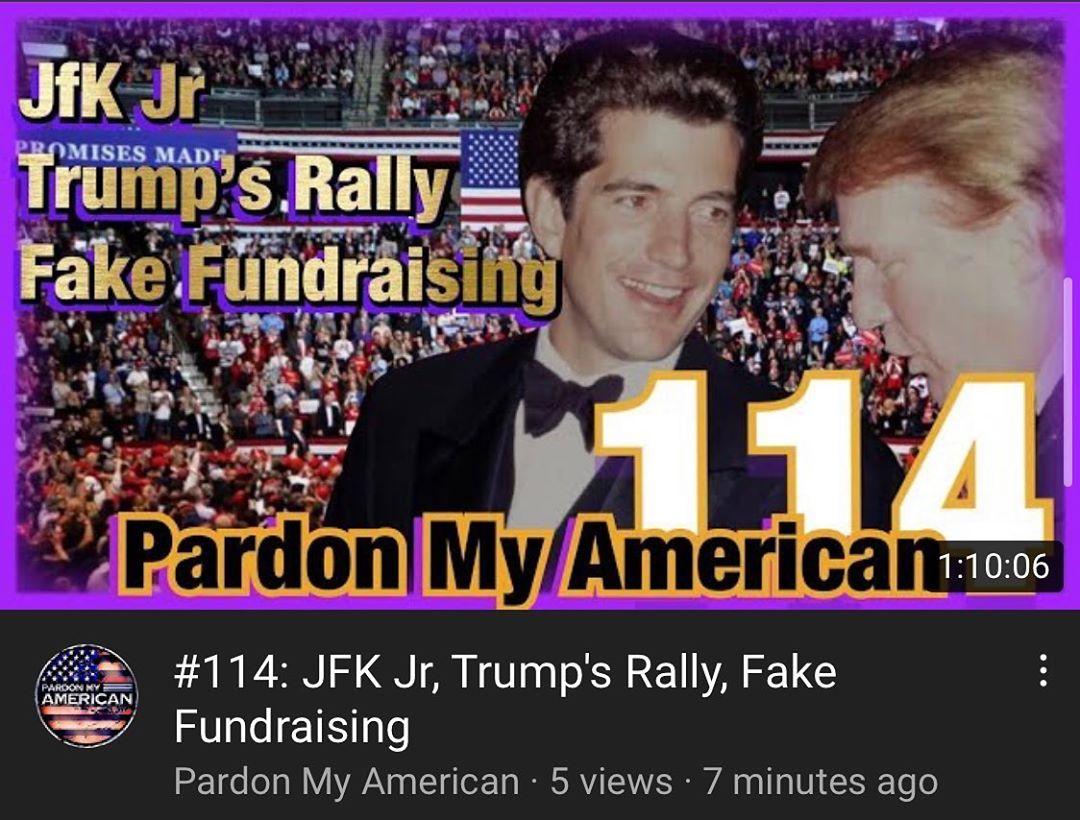 JfK Jr
PROMISES MADE
Trump's Rally
Fake Fundraising
114
Pardon My American
1:10:06
PARDON MY
AMERICAN
#114: JFK Jr, Trump's Rally, Fake
Fundraising
Pardon My American · 5 views · 7 minutes ago